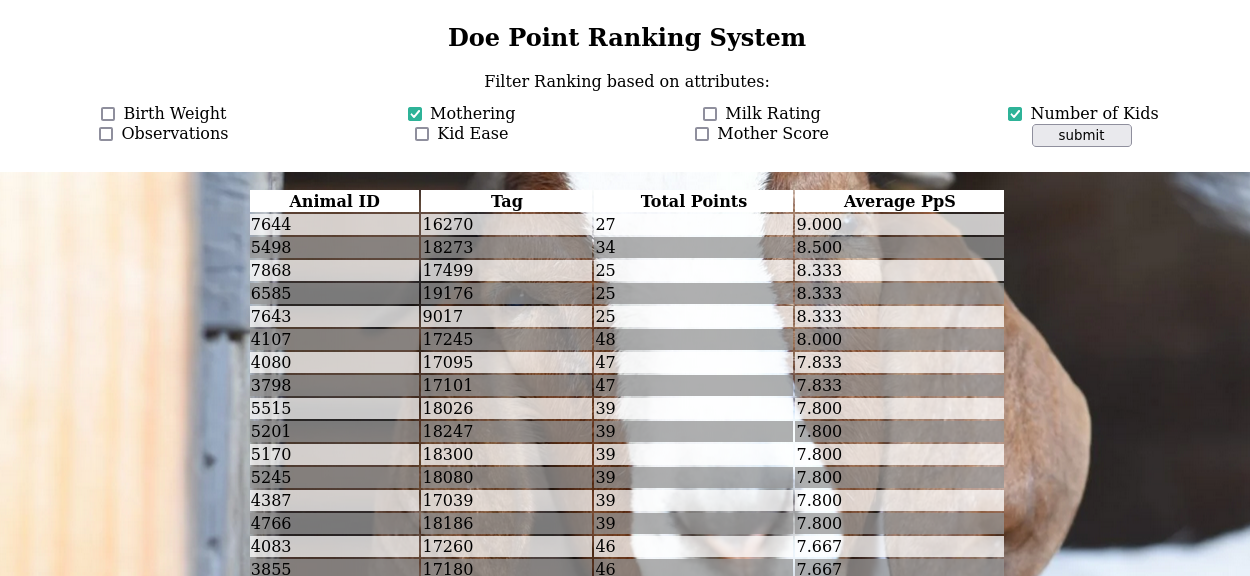 Doe Point Ranking System
Filter Ranking based on attributes:
Birth Weight Mothering Milk Rating Number of Kids
Observations Kid Ease Mother Score submit
Animal ID Tag Total Points Average PpS
7644 16270 27 9.000
5498 18273 34 8.500
7868 17499 25 8.333
6585 19176 25 8.333
7643 9017 25 8.333
4107 17245 48 8.000
4080 17095 47 7.833
3798 17101 47 7.833
5515 18026 39 7.800
5201 18247 39 7.800
5170 18300 39 7.800
5245 18080 39 7.800
4387 17039 39 7.800
4766 18186 39 7.800
4083 17260 46 7.667
3855 17180 46 7.667